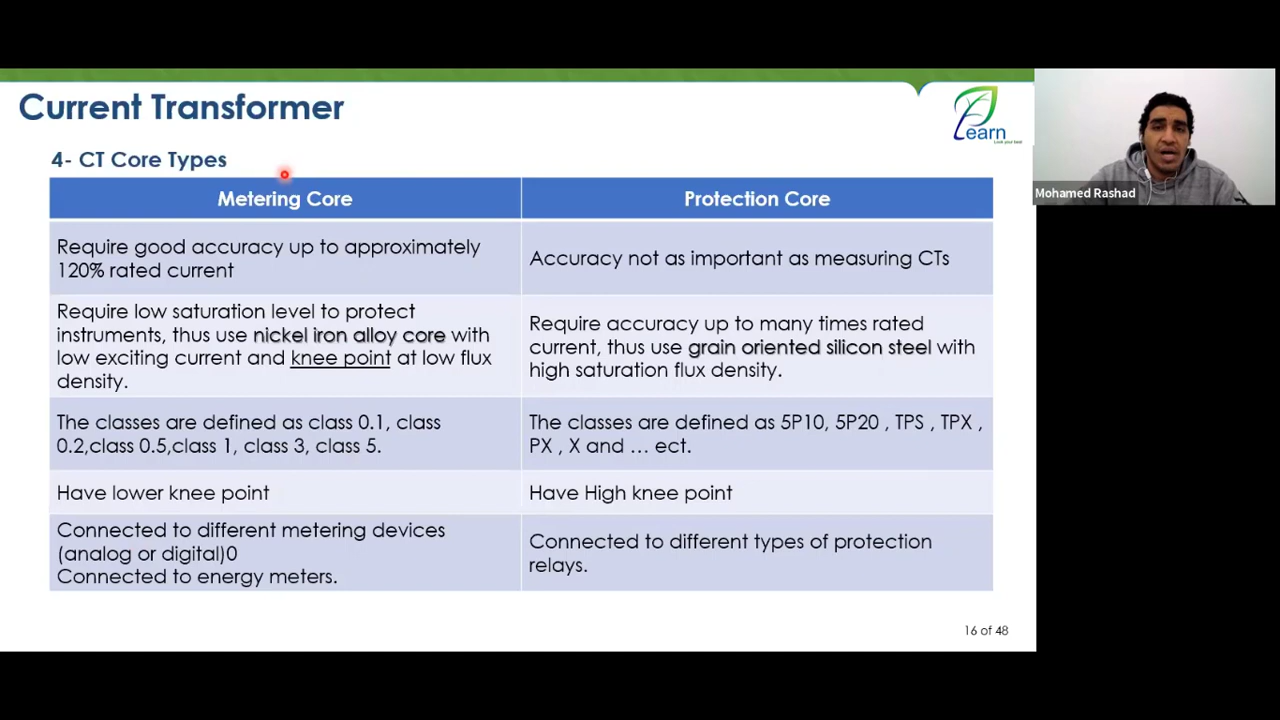 Current Transformer
Learn
Lock your best
4- CT Core Types
Metering Core
Protection Core
Require good accuracy up to approximately
120% rated current
Accuracy not as important as measuring CTs
Require low saturation level to protect
instruments, thus use nickel iron alloy core with
low exciting current and knee point at low flux
density.
Require accuracy up to many times rated
current, thus use grain oriented silicon steel with
high saturation flux density.
The classes are defined as class 0.1, class
0.2,class 0.5,class 1, class 3, class 5.
The classes are defined as 5P10, 5P20 , TPS , TPX ,
PX , X and … ect.
Have lower knee point
Have High knee point
Connected to different metering devices
(analog or digital)0
Connected to energy meters.
Connected to different types of protection
relays.
16 of 48
Mohamed Rashad